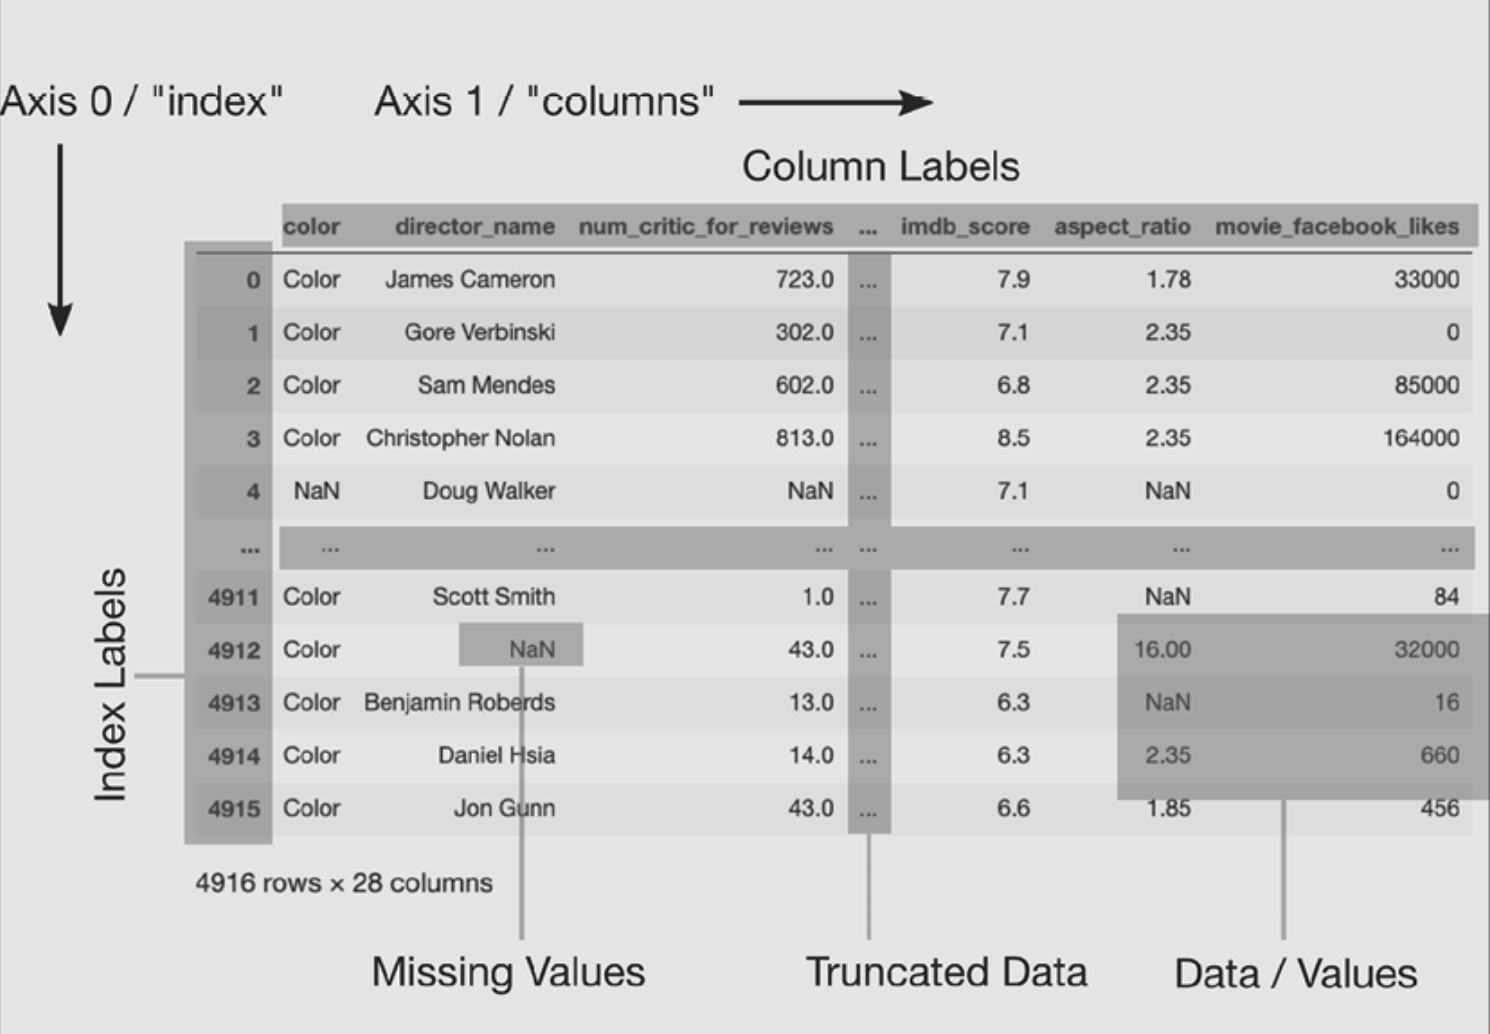 Axis 0 / "index" Axis 1 / "columns"
Column Labels
color director_name num_critic_for_reviews ... imdb_score aspect_ratio movie_facebook_likes
0 Color James Cameron 723.0 ... 7.9 1.78 33000
1 Color Gore Verbinski 302.0 ... 7.1 2.35 0
2 Color Sam Mendes 602.0 ... 6.8 2.35 85000
3 Color Christopher Nolan 813.0 ... 8.5 2.35 164000
4 NaN Doug Walker NaN ... 7.1 NaN 0
... ... ... ... ... ... ... ...
4911 Color Scott Smith 1.0 ... 7.7 NaN 84
4912 Color NaN 43.0 ... 7.5 16.00 32000
4913 Color Benjamin Roberds 13.0 ... 6.3 NaN 16
4914 Color Daniel Hsia 14.0 ... 6.3 2.35 660
4915 Color Jon Gunn 43.0 ... 6.6 1.85 456
Index Labels
4916 rows × 28 columns
Missing Values Truncated Data Data / Values